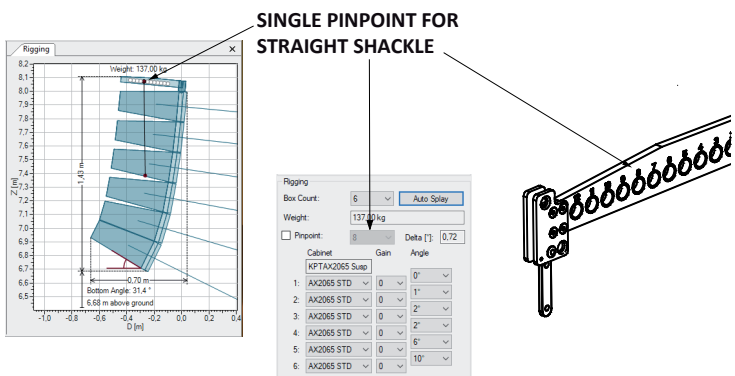 SINGLE PINPOINT FOR
STRAIGHT SHACKLE
Rigging
8,2
8,1
8,0
7,9
7,8
7,7
7,6
7,5
7,4
7,3
7,2
7,1
7,0
6,9
6,8
6,7
6,6
6,5
Z [m]
Weight: 137,00 kg
1,43 m
0,70 m
Bottom Angle: 31,4 °
6,68 m above ground
-1,0 -0,8 -0,6 -0,4 -0,2 0,0 0,2 0,4
D [m]
Rigging
Box Count: 6 Auto Splay
Weight: 137,00 kg
Pinpoint: 8 Delta [°]: 0,72
Cabinet Gain Angle
KPTAX2065 Susp
0°
1: AX2065 STD 0
1°
2: AX2065 STD 0
2°
3: AX2065 STD 0
2°
4: AX2065 STD 0
6°
5: AX2065 STD 0
10°
6: AX2065 STD 0